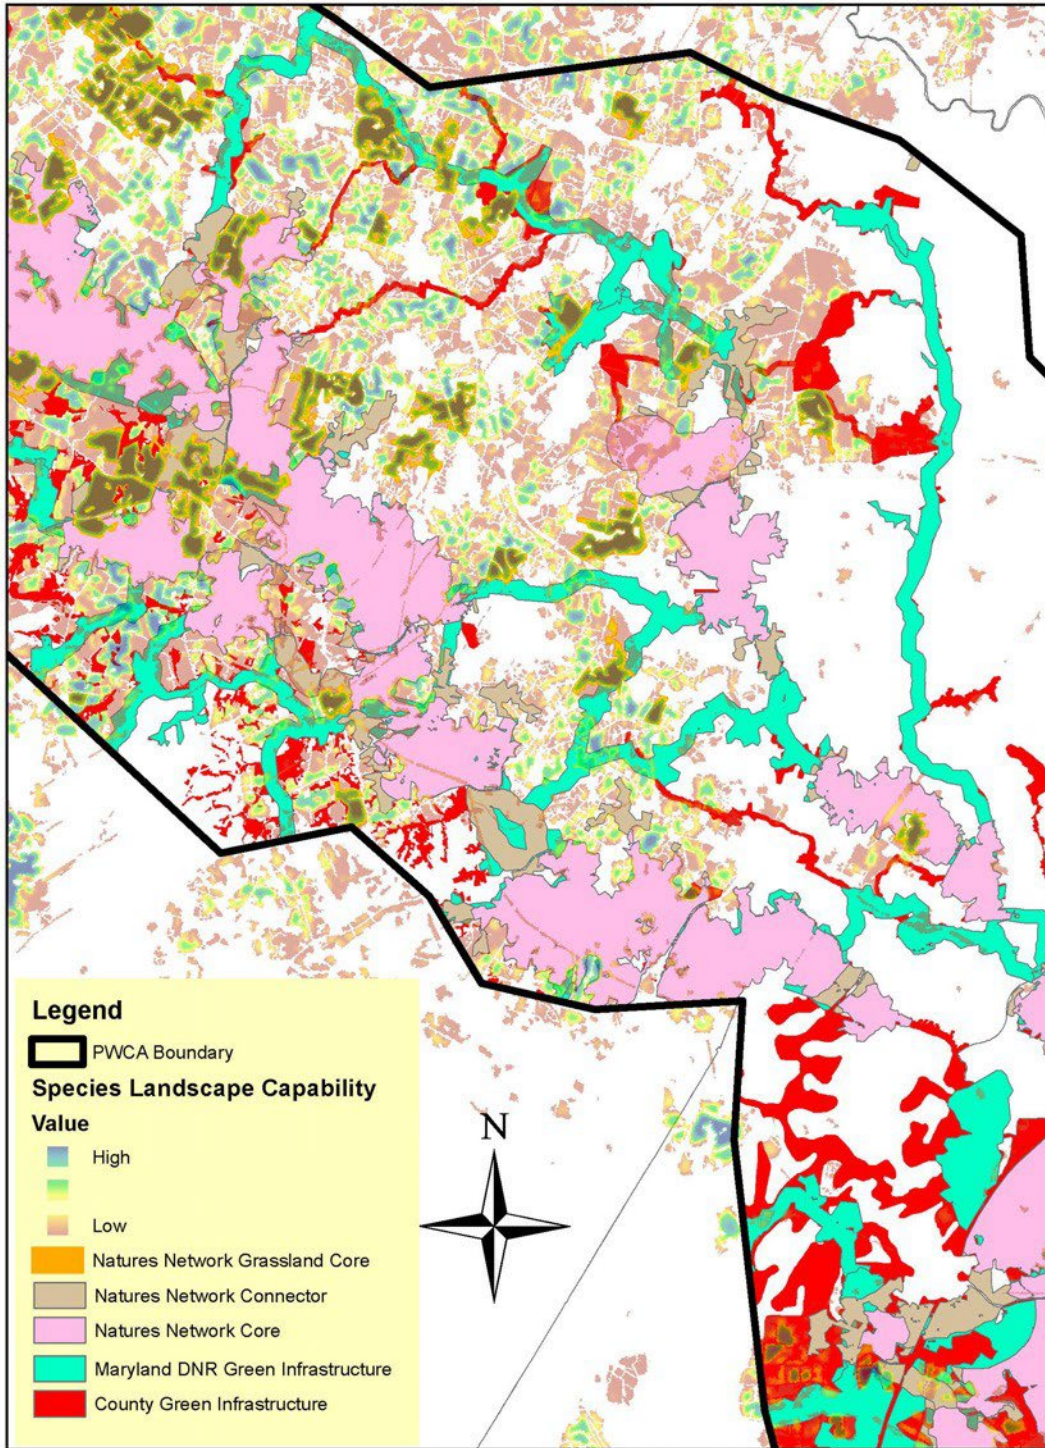 Legend
PWCA Boundary
Species Landscape Capability
Value
High
Low
Natures Network Grassland Core
Natures Network Connector
Natures Network Core
Maryland DNR Green Infrastructure
County Green Infrastructure
N